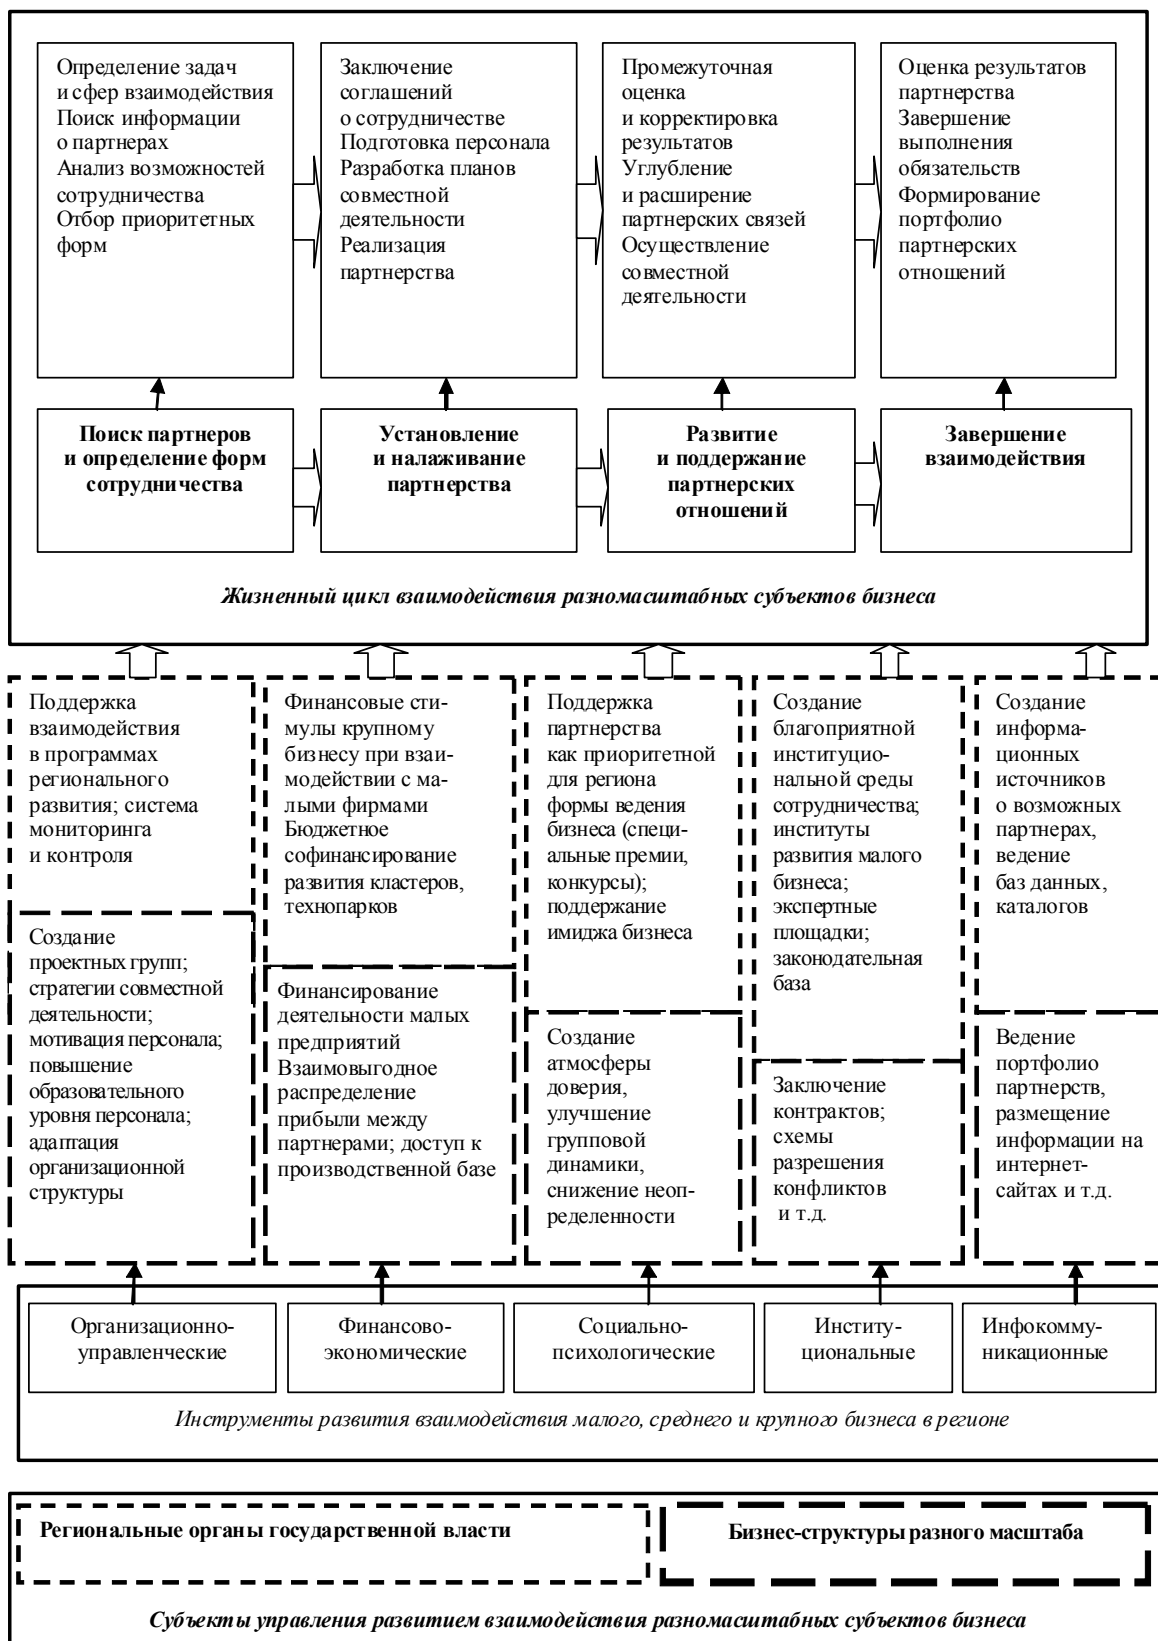 Определение задач
и сфер взаимодействия
Поиск информации
о партнерах
Анализ возможностей
сотрудничества
Отбор приоритетных
форм
Заключение
соглашений
о сотрудничестве
Подготовка персонала
Разработка планов
совместной
деятельности
Реализация
партнерства
Промежуточная
оценка
и корректировка
результатов
Углубление
и расширение
партнерских связей
Осуществление
совместной
деятельности
Оценка результатов
партнерства
Завершение
выполнения
обязательств
Формирование
портфолио
партнерских
отношений
Поиск партнеров
и определение форм
сотрудничества
Установление
и налаживание
партнерства
Развитие
и поддержание
партнерских
отношений
Завершение
взаимодействия
Жизненный цикл взаимодействия разномасштабных субъектов бизнеса
Поддержка
взаимодействия
в программах
регионального
развития; система
мониторинга
и контроля
Финансовые сти-
мулы крупному
бизнесу при взаи-
модействии с ма-
лыми фирмами
Бюджетное
софинансирование
развития кластеров,
технопарков
Поддержка
партнерства
как приоритетной
для региона
формы ведения
бизнеса (специ-
альные премии,
конкурсы);
поддержание
имиджа бизнеса
Создание
благоприятной
институцио-
нальной среды
сотрудничества;
институты
развития малого
бизнеса;
экспертные
площадки;
законодательная
база
Создание
информа-
ционных
источников
о возможных
партнерах,
ведение
баз данных,
каталогов
Создание
проектных групп;
стратегии совместной
деятельности;
мотивация персонала;
повышение
образовательного
уровня персонала;
адаптация
организационной
структуры
Финансирование
деятельности малых
предприятий
Взаимовыгодное
распределение
прибыли между
партнерами; доступ к
производственной базе
Создание
атмосферы
доверия,
улучшение
групповой
динамики,
снижение неоп-
ределенности
Заключение
контрактов;
схемы
разрешения
конфликтов
и т.д.
Ведение
портфолио
партнерств,
размещение
информации на
интернет-
сайтах и т.д.
Организационно-
управленческие
Финансово-
экономические
Социально-
психологические
Институ-
циональные
Инфокомму-
никационные
Инструменты развития взаимодействия малого, среднего и крупного бизнеса в регионе
Региональные органы государственной власти
Бизнес-структуры разного масштаба
Субъекты управления развитием взаимодействия разномасштабных субъектов бизнеса